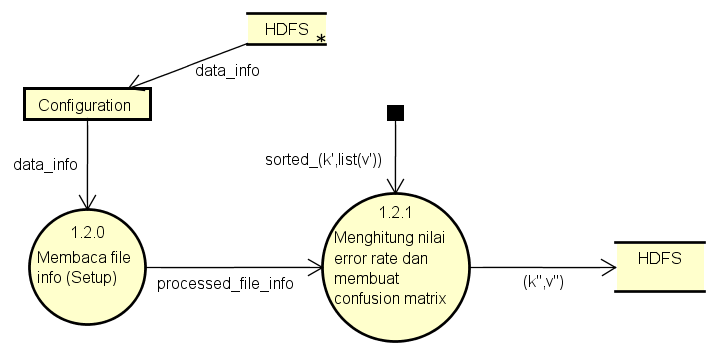 HDFS
*
data_info
Configuration
data_info
sorted_(k',list(v'))
1.2.0
Membaca file
info (Setup)
processed_file_info
1.2.1
Menghitung nilai
error rate dan
membuat
confusion matrix
(k",v")
HDFS